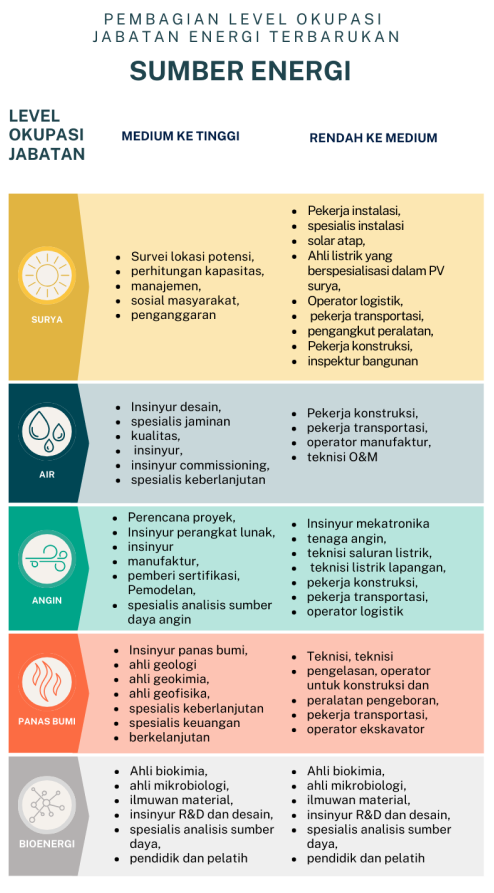 PEMBAGIAN LEVEL OKUPASI
JABATAN ENERGI TERBARUKAN
SUMBER ENERGI
LEVEL
OKUPASI
JABATAN
MEDIUM KE TINGGI
RENDAH KE MEDIUM
SURYA
• Survei lokasi potensi,
• perhitungan kapasitas,
• manajemen,
• sosial masyarakat,
• penganggaran
• Pekerja instalasi,
• spesialis instalasi
• solar atap,
• Ahli listrik yang
berspesialisasi dalam PV
surya,
• Operator logistik,
• pekerja transportasi,
• pengangkut peralatan,
• Pekerja konstruksi,
• inspektur bangunan
AIR
• Insinyur desain,
• spesialis jaminan
• kualitas,
• insinyur,
• insinyur commissioning,
• spesialis keberlanjutan
• Pekerja konstruksi,
• pekerja transportasi,
• operator manufaktur,
• teknisi O&M
ANGIN
• Perencana proyek,
• Insinyur perangkat lunak,
• insinyur
• manufaktur,
• pemberi sertifikasi,
Pemodelan,
• spesialis analisis sumber
daya angin
• Insinyur mekatronika
• tenaga angin,
• teknisi saluran listrik,
• teknisi listrik lapangan,
• pekerja konstruksi,
• pekerja transportasi,
• operator logistik
PANAS BUMI
• Insinyur panas bumi,
• ahli geologi
• ahli geokimia,
• ahli geofisika,
• spesialis keberlanjutan
• spesialis keuangan
• berkelanjutan
• Teknisi, teknisi
• pengelasan, operator
untuk konstruksi dan
• peralatan pengeboran,
• pekerja transportasi,
• operator ekskavator
BIOENERGI
• Ahli biokimia,
• ahli mikrobiologi,
• ilmuwan material,
• insinyur R&D dan desain,
• spesialis analisis sumber
daya,
• pendidik dan pelatih
• Ahli biokimia,
• ahli mikrobiologi,
• ilmuwan material,
• insinyur R&D dan desain,
• spesialis analisis sumber
daya,
• pendidik dan pelatih